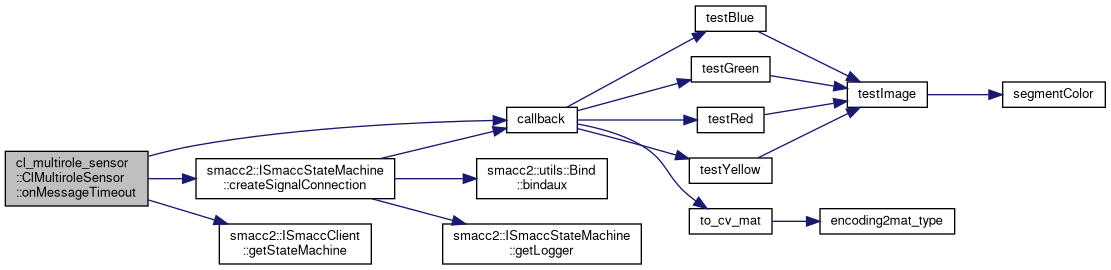 cl_multirole_sensor
::ClMultiroleSensor
::onMessageTimeout
callback
smacc2::ISmaccStateMachine
::createSignalConnection
smacc2::ISmaccClient
::getStateMachine
smacc2::utils::Bind
::bindaux
smacc2::ISmaccStateMachine
::getLogger
testBlue
testGreen
testRed
testYellow
to_cv_mat
testImage
encoding2mat_type
segmentColor